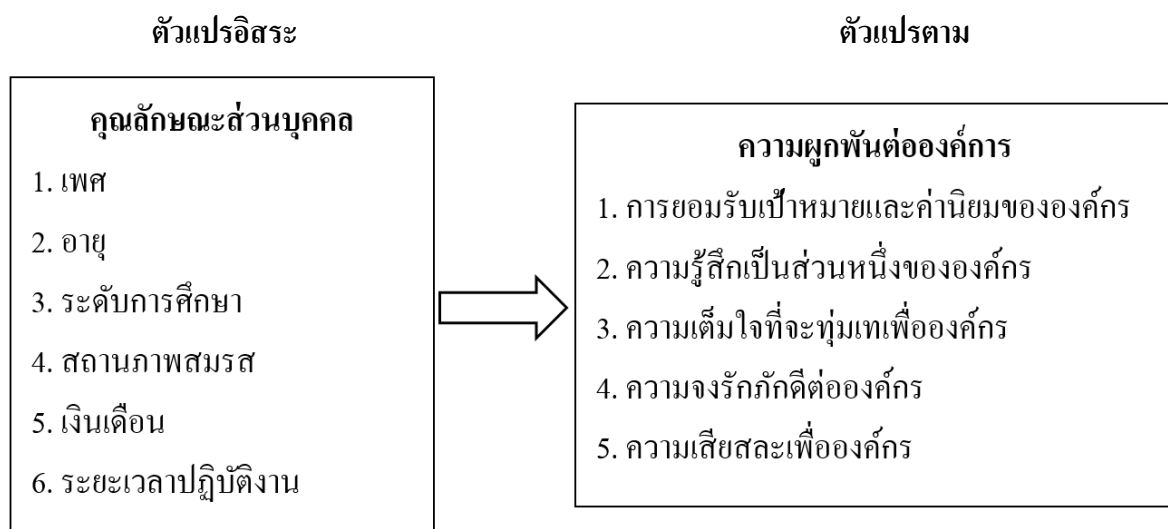 ตัวแปรอิสระ
ตัวแปรตาม
คุณลักษณะส่วนบุคคล
1. เพศ
2. อายุ
3. ระดับการศึกษา
4. สถานภาพสมรส
5. เงินเดือน
6. ระยะเวลาปฏิบัติงาน
ความผูกพันต่อองค์การ
1. การยอมรับเป้าหมายและค่านิยมขององค์กร
2. ความรู้สึกเป็นส่วนหนึ่งขององค์กร
3. ความเต็มใจที่จะทุ่มเทเพื่อองค์กร
4. ความจงรักภักดีต่อองค์กร
5. ความเสียสละเพื่อองค์กร